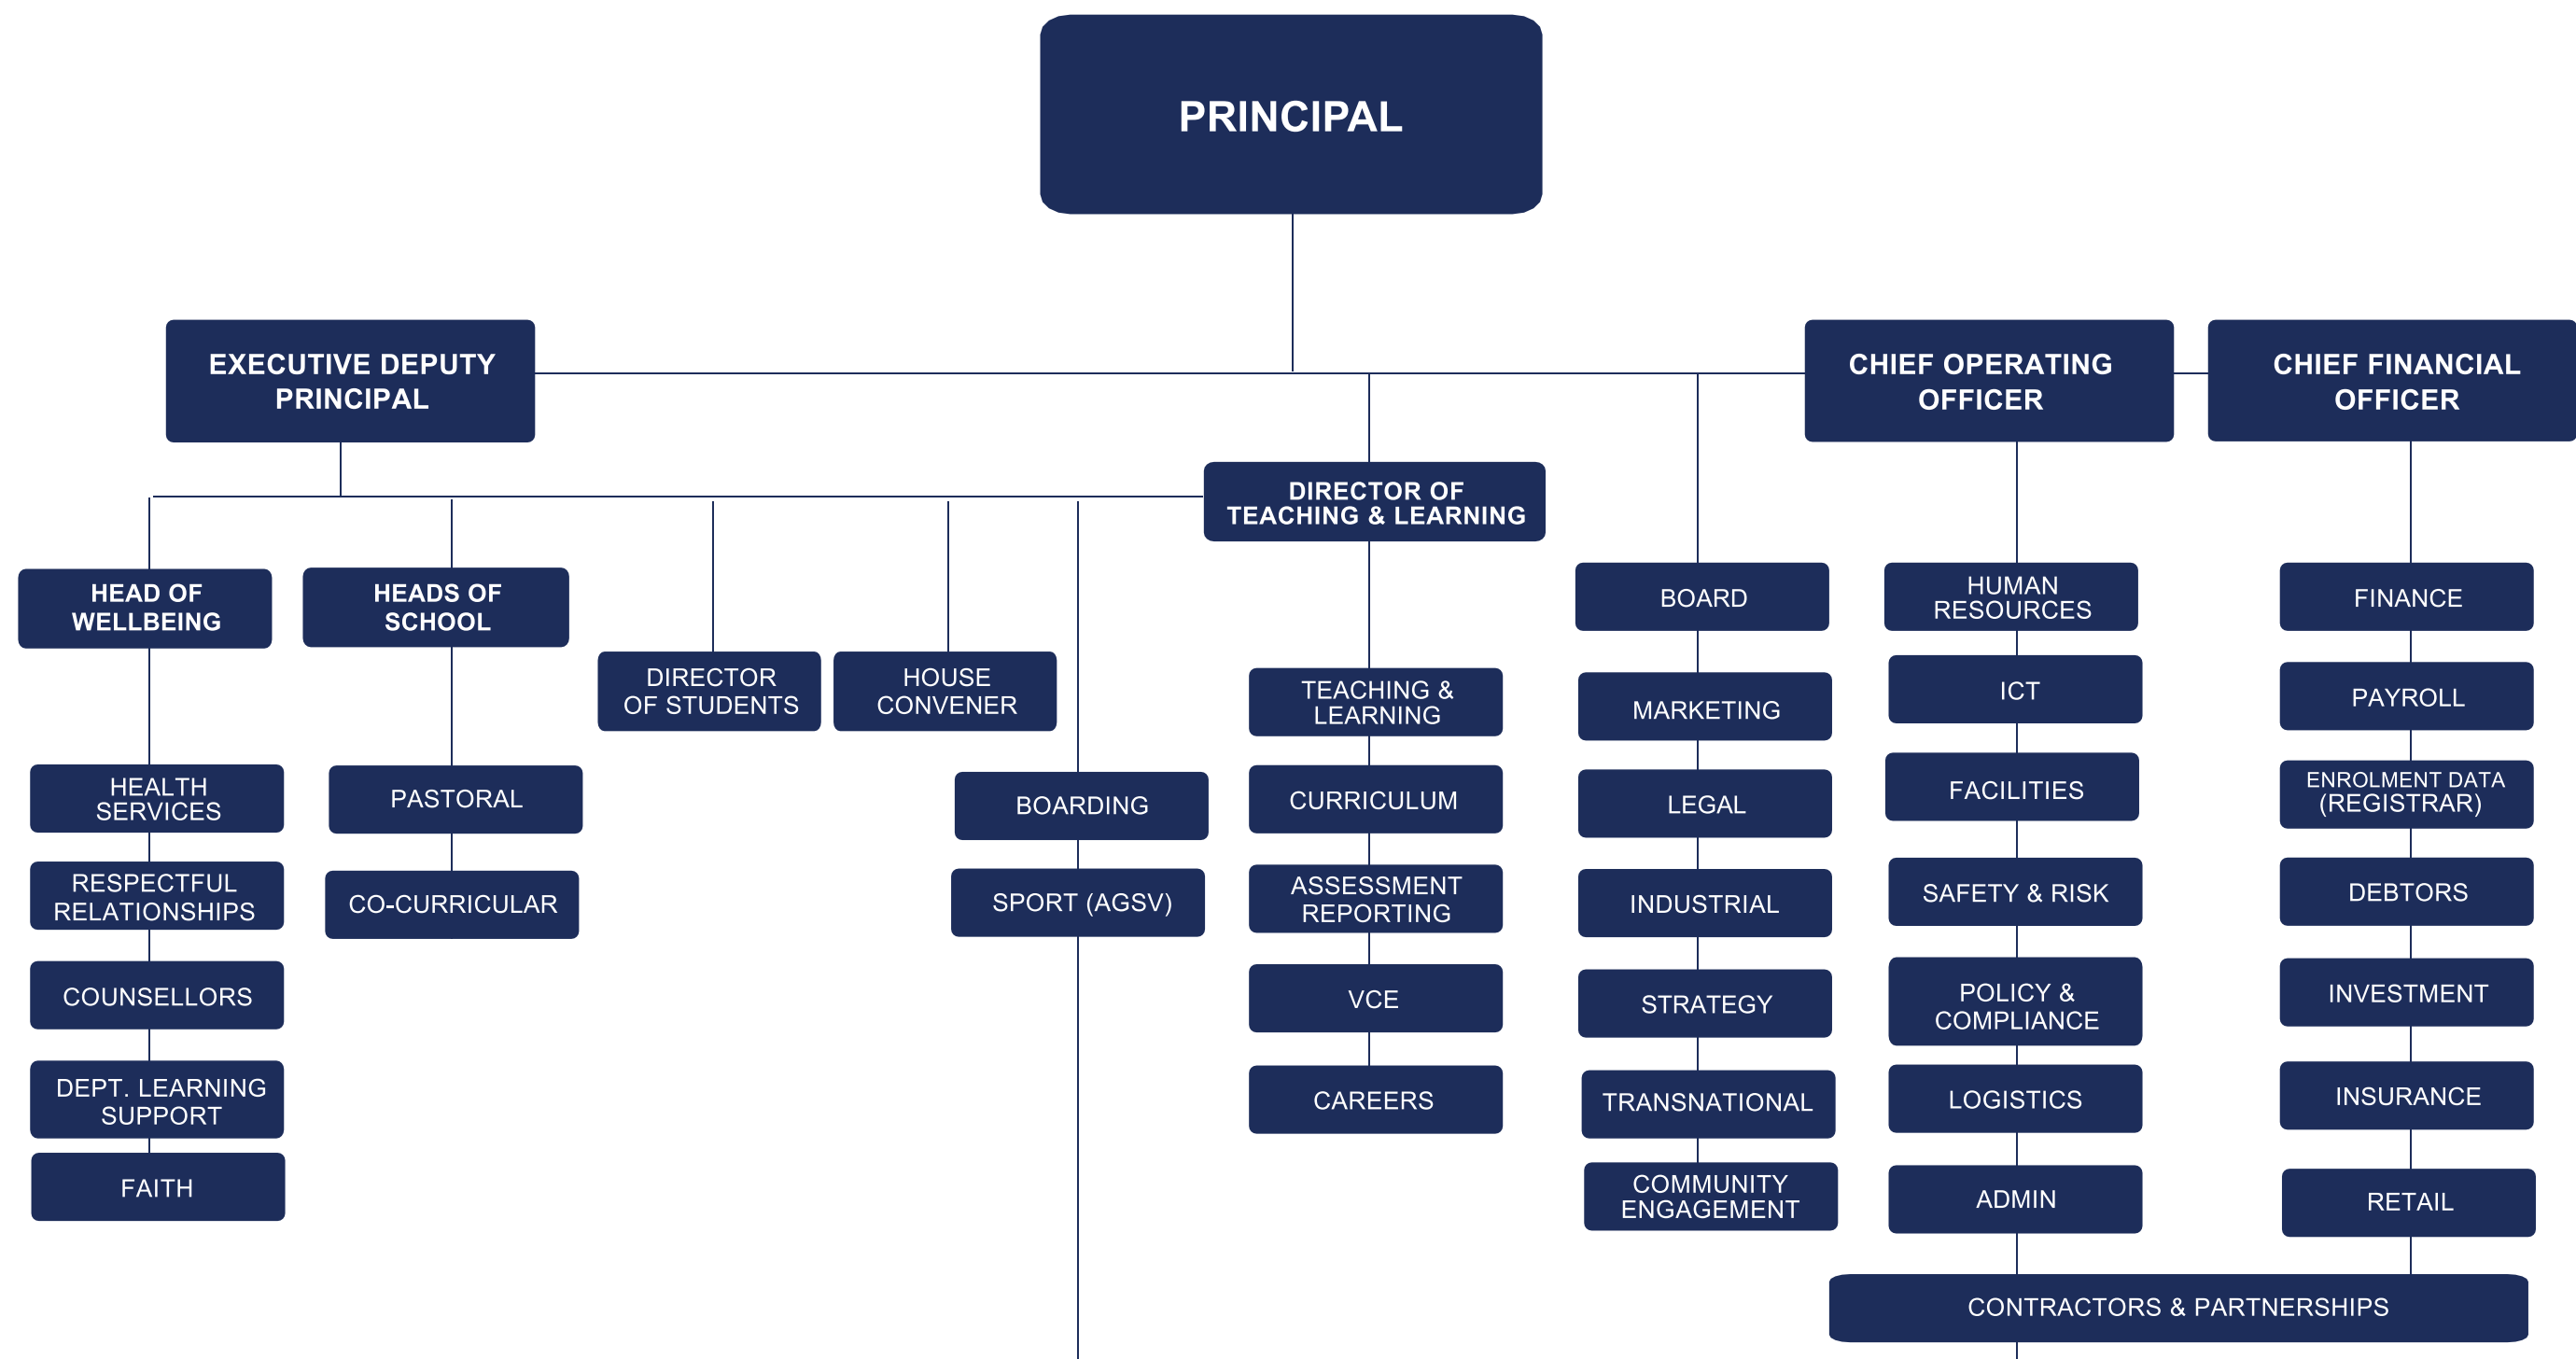 PRINCIPAL
EXECUTIVE DEPUTY
PRINCIPAL
CHIEF OPERATING
OFFICER
CHIEF FINANCIAL
OFFICER
DIRECTOR OF
TEACHING & LEARNING
HEAD OF
WELLBEING
HEADS OF
SCHOOL
DIRECTOR
OF STUDENTS
HOUSE
CONVENER
HEALTH
SERVICES
RESPECTFUL
RELATIONSHIPS
COUNSELLORS
DEPT. LEARNING
SUPPORT
FAITH
PASTORAL
CO-CURRICULAR
BOARDING
SPORT (AGSV)
TEACHING &
LEARNING
CURRICULUM
ASSESSMENT
REPORTING
VCE
CAREERS
BOARD
MARKETING
LEGAL
INDUSTRIAL
STRATEGY
TRANSNATIONAL
COMMUNITY
ENGAGEMENT
HUMAN
RESOURCES
ICT
FACILITIES
SAFETY & RISK
POLICY &
COMPLIANCE
LOGISTICS
ADMIN
FINANCE
PAYROLL
ENROLMENT DATA
(REGISTRAR)
DEBTORS
INVESTMENT
INSURANCE
RETAIL
CONTRACTORS & PARTNERSHIPS